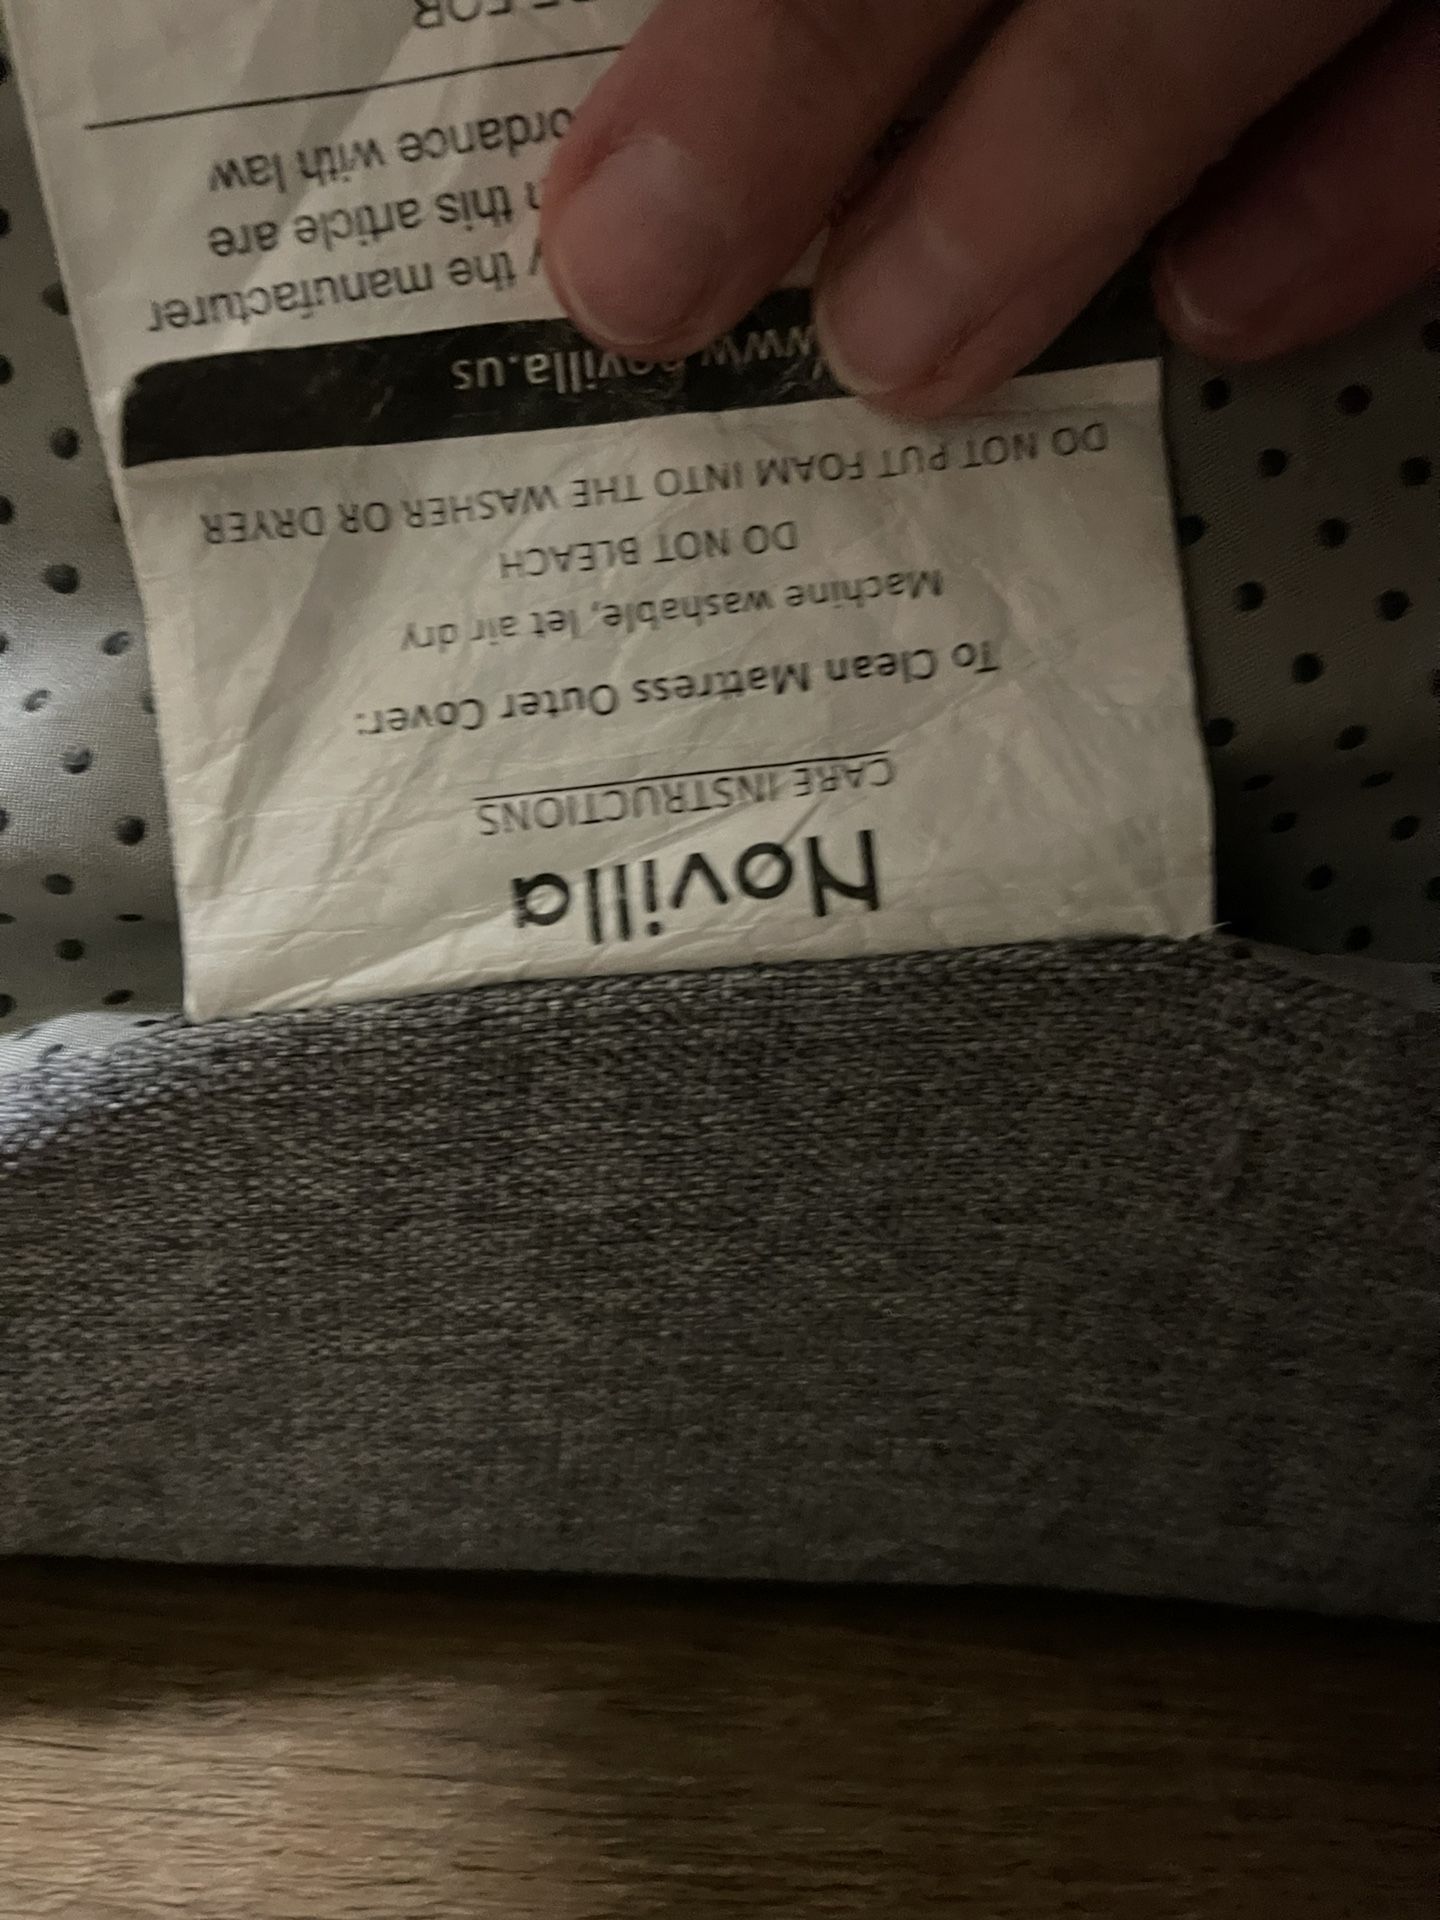 Novilla
CARE INSTRUCTIONS
To Clean Mattress Outer Cover:
Machine washable, let air dry
DO NOT BLEACH
DO NOT PUT FOAM INTO THE WASHER OR DRYER
the manufacturer
this article are
with law
FOR